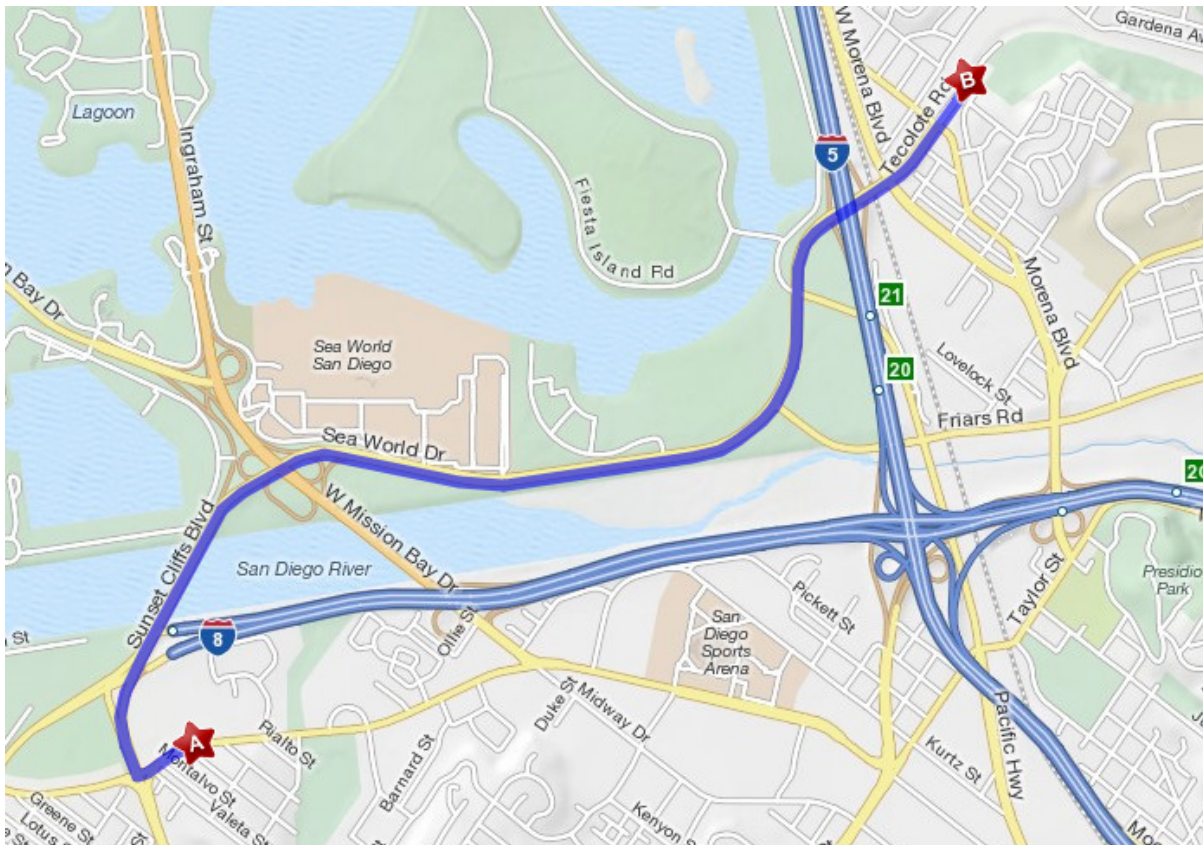 Gardena Av
W Morena Blvd
B
Tecolote Rd
Lagoon
Ingraham St
5
Fiesta Island Rd
n Bay Dr
21
Morena Blvd
Sea World
San Diego
20
Lovelock St
Friars Rd
Sea World Dr
W Mission Bay Dr
Sunset Cliffs Blvd
San Diego River
Taylor St
Presidio
Park
Pickett St
8
Ollie St
San
Diego
Sports
Arena
Duke St
Midway Dr
Pacific Hwy
A
Rialto St
Montalvo St
Barnard St
Kurtz St
Greene St
Valeta St
Lotus
Kenyon St